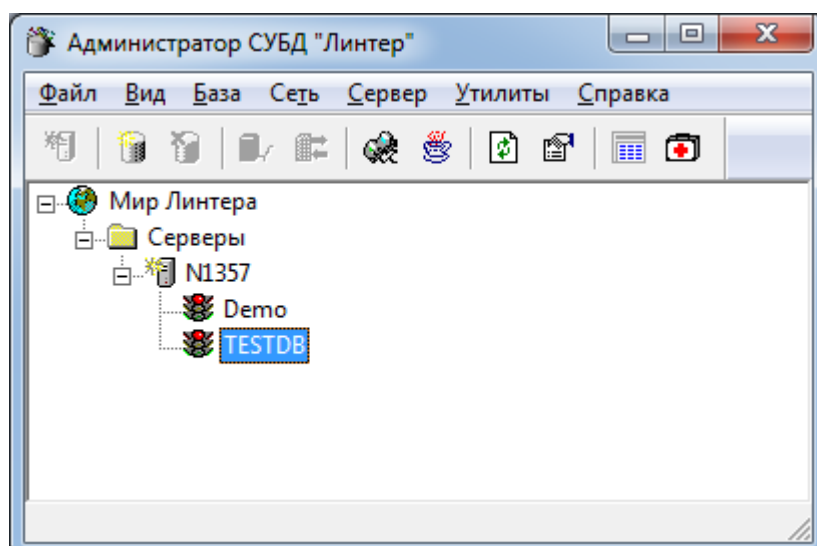 Администратор СУБД "Линтер"
Файл Вид База Сеть Сервер Утилиты Справка
Мир Линтера
Серверы
N1357
Demo
TESTDB